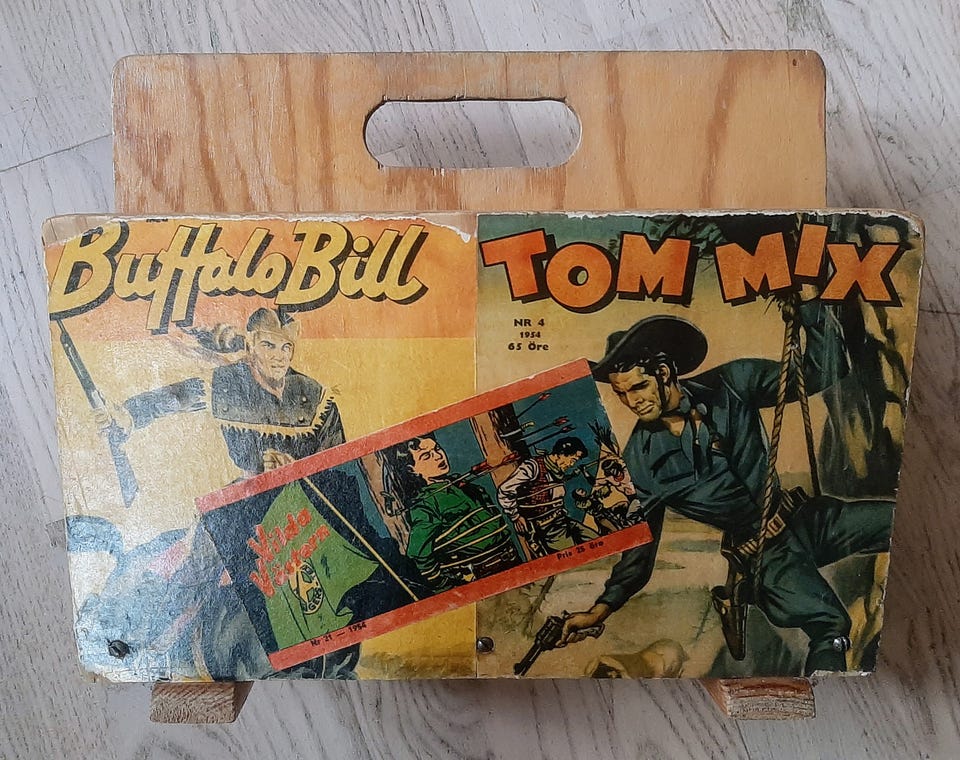 Buffalo Bill
TOM MIX
NR 4
1954
65 Öre
Vilda
Västern
Nr 21 — 1954
Pris 25 öre